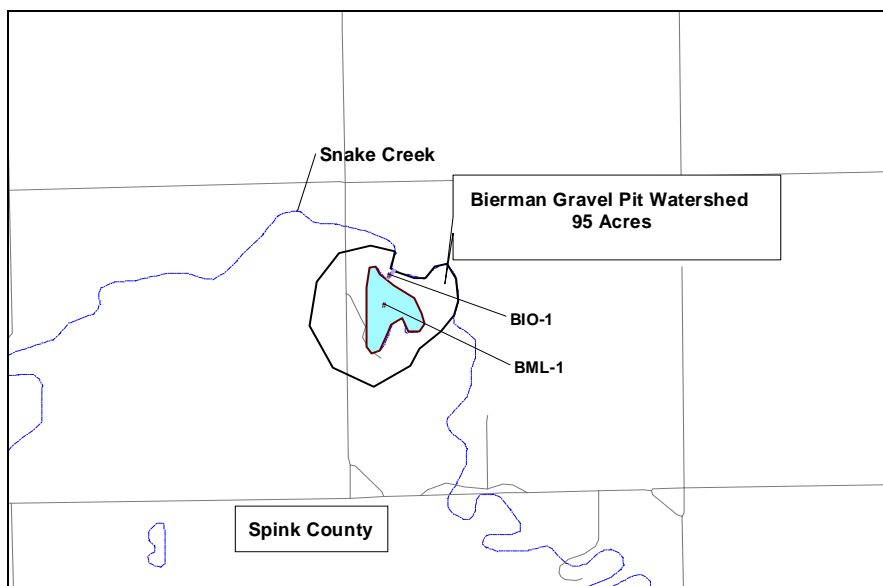 Snake Creek
Bierman Gravel Pit Watershed
95 Acres
BIO-1
BML-1
Spink County